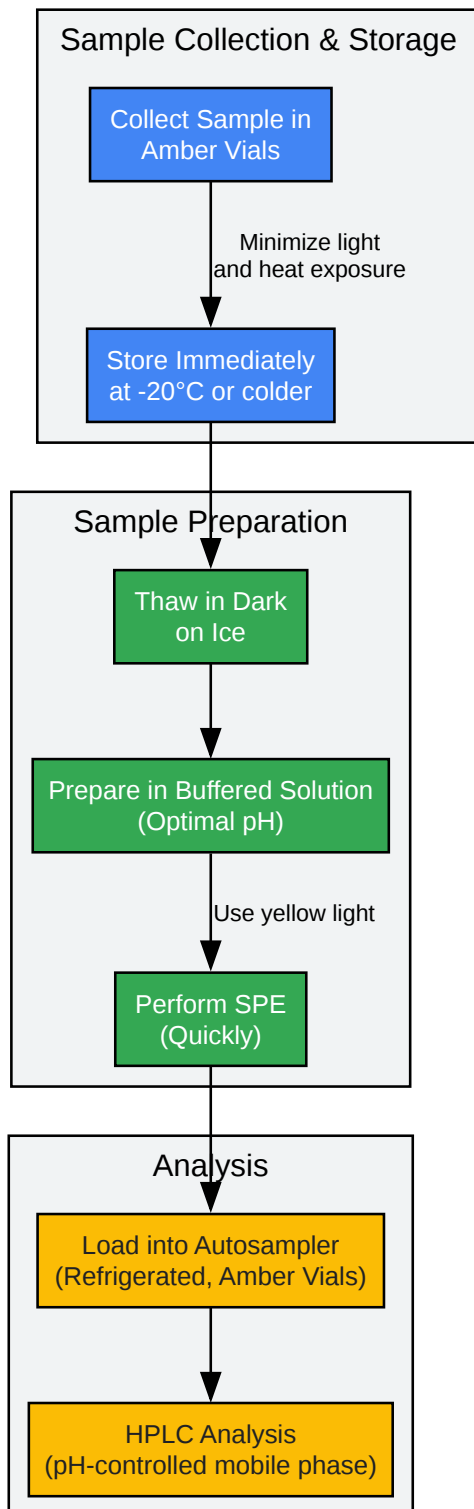 Sample Collection & Storage
Collect Sample in
Amber Vials
Minimize light
and heat exposure
Store Immediately
at -20°C or colder
Sample Preparation
Thaw in Dark
on Ice
Prepare in Buffered Solution
(Optimal pH)
Use yellow light
Perform SPE
(Quickly)
Analysis
Load into Autosampler
(Refrigerated, Amber Vials)
HPLC Analysis
(pH-controlled mobile phase)